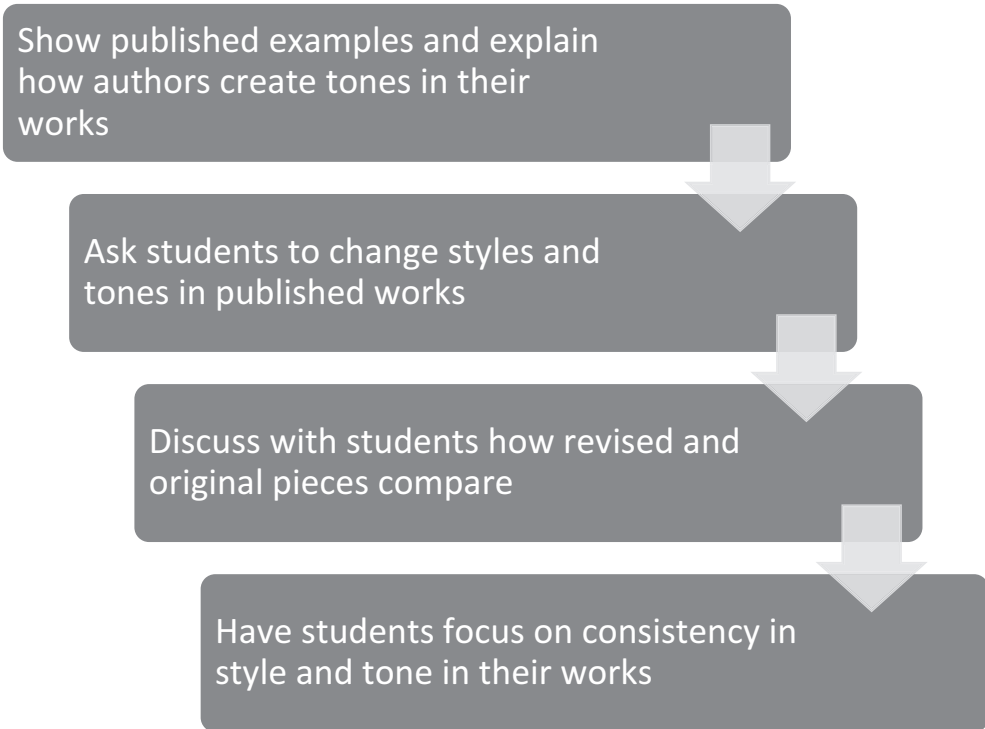 Show published examples and explain
how authors create tones in their
works
Ask students to change styles and
tones in published works
Discuss with students how revised and
original pieces compare
Have students focus on consistency in
style and tone in their works